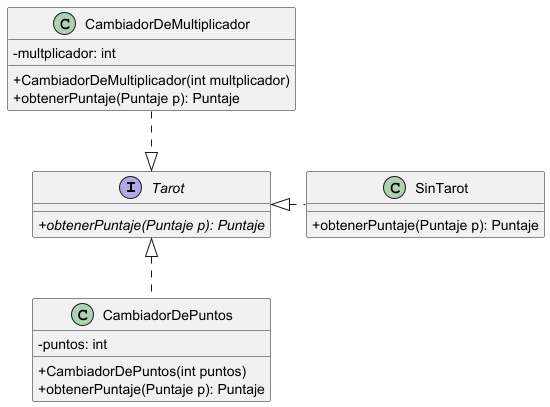 C CambiadorDeMultiplicador
-multplicador: int
+CambiadorDeMultiplicador(int multplicador)
+obtenerPuntaje(Puntaje p): Puntaje
I Tarot
+obtenerPuntaje(Puntaje p): Puntaje
C SinTarot
+obtenerPuntaje(Puntaje p): Puntaje
C CambiadorDePuntos
-puntos: int
+CambiadorDePuntos(int puntos)
+obtenerPuntaje(Puntaje p): Puntaje